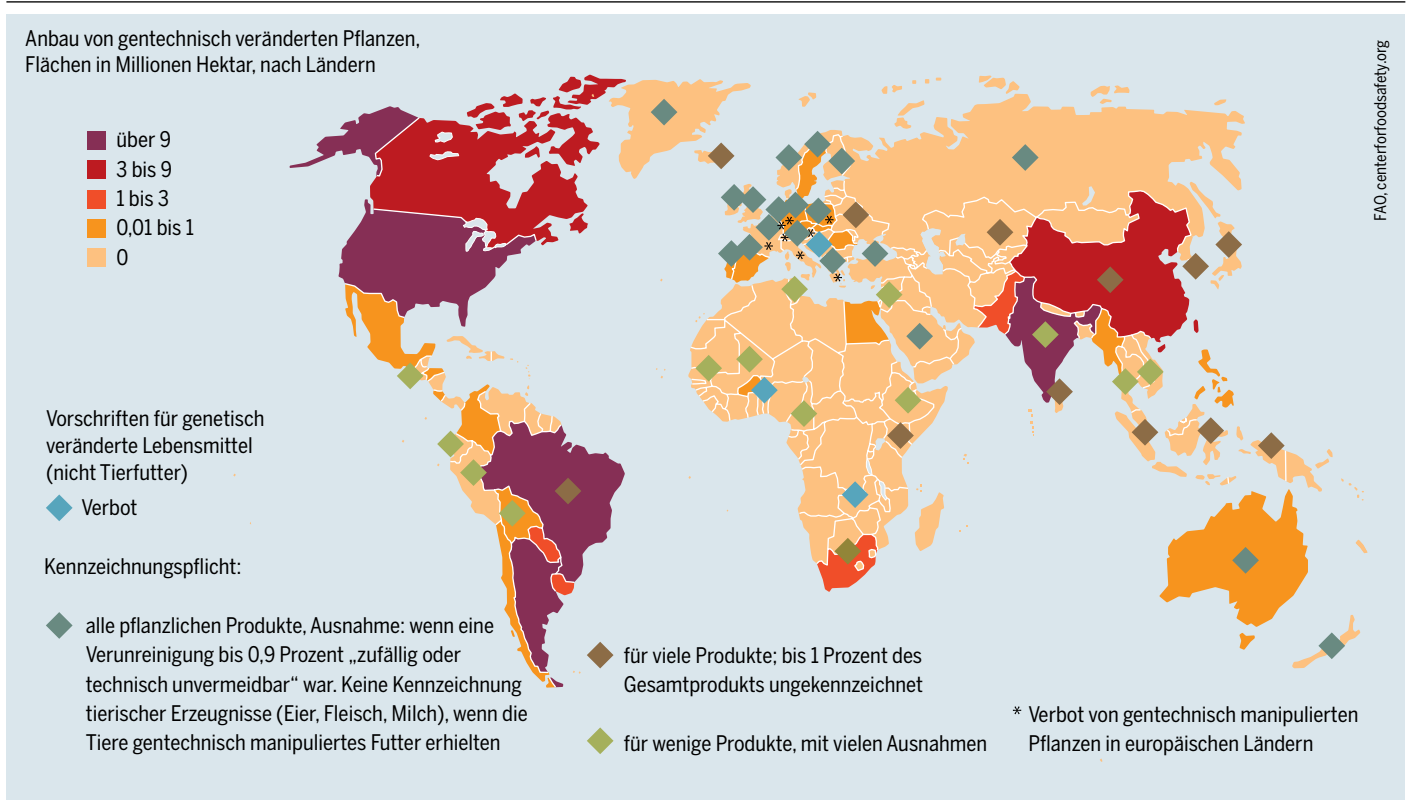 Anbau von gentechnisch veränderten Pflanzen,
Flächen in Millionen Hektar, nach Ländern
FAO, centerforfoodsafety.org
über 9
3 bis 9
1 bis 3
0,01 bis 1
0
Vorschriften für genetisch
veränderte Lebensmittel
(nicht Tierfutter)
Verbot
Kennzeichnungspflicht:
alle pflanzlichen Produkte, Ausnahme: wenn eine
Verunreinigung bis 0,9 Prozent „zufällig oder
technisch unvermeidbar“ war. Keine Kennzeichnung
tierischer Erzeugnisse (Eier, Fleisch, Milch), wenn die
Tiere gentechnisch manipuliertes Futter erhielten
für viele Produkte; bis 1 Prozent des
Gesamtprodukts ungekennzeichnet
für wenige Produkte, mit vielen Ausnahmen
* Verbot von gentechnisch manipulierten
Pflanzen in europäischen Ländern